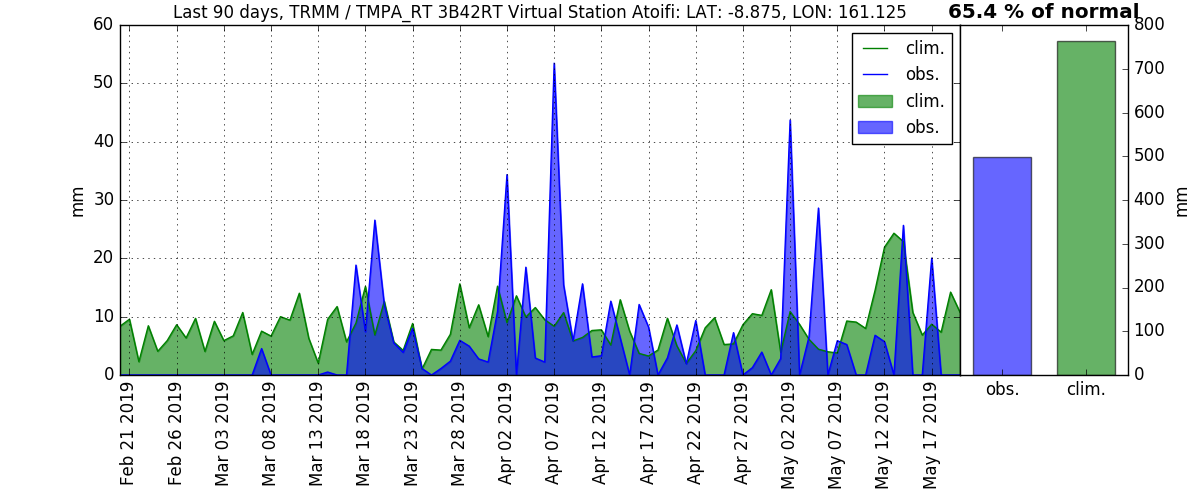 Last 90 days, TRMM / TMPA_RT 3B42RT Virtual Station Atoifi: LAT: -8.875, LON: 161.125
65.4 % of normal
60
50
40
30
20
10
0
mm
clim.
obs.
clim.
obs.
800
700
600
500
400
300
200
100
0
mm
obs.
clim.
Feb 21 2019
Feb 26 2019
Mar 03 2019
Mar 08 2019
Mar 13 2019
Mar 18 2019
Mar 23 2019
Mar 28 2019
Apr 02 2019
Apr 07 2019
Apr 12 2019
Apr 17 2019
Apr 22 2019
Apr 27 2019
May 02 2019
May 07 2019
May 12 2019
May 17 2019